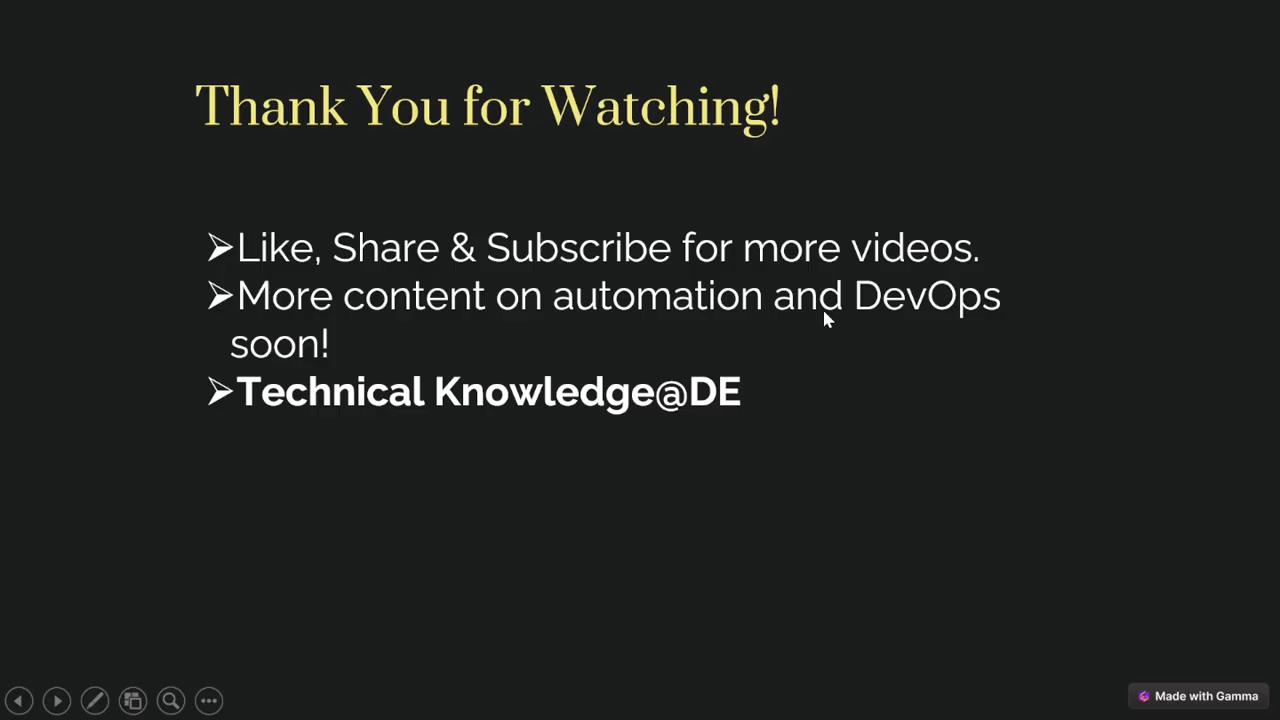 Thank You for Watching!
➢Like, Share & Subscribe for more videos.
➢More content on automation and DevOps
soon!
➢Technical Knowledge@DE
Made with Gamma